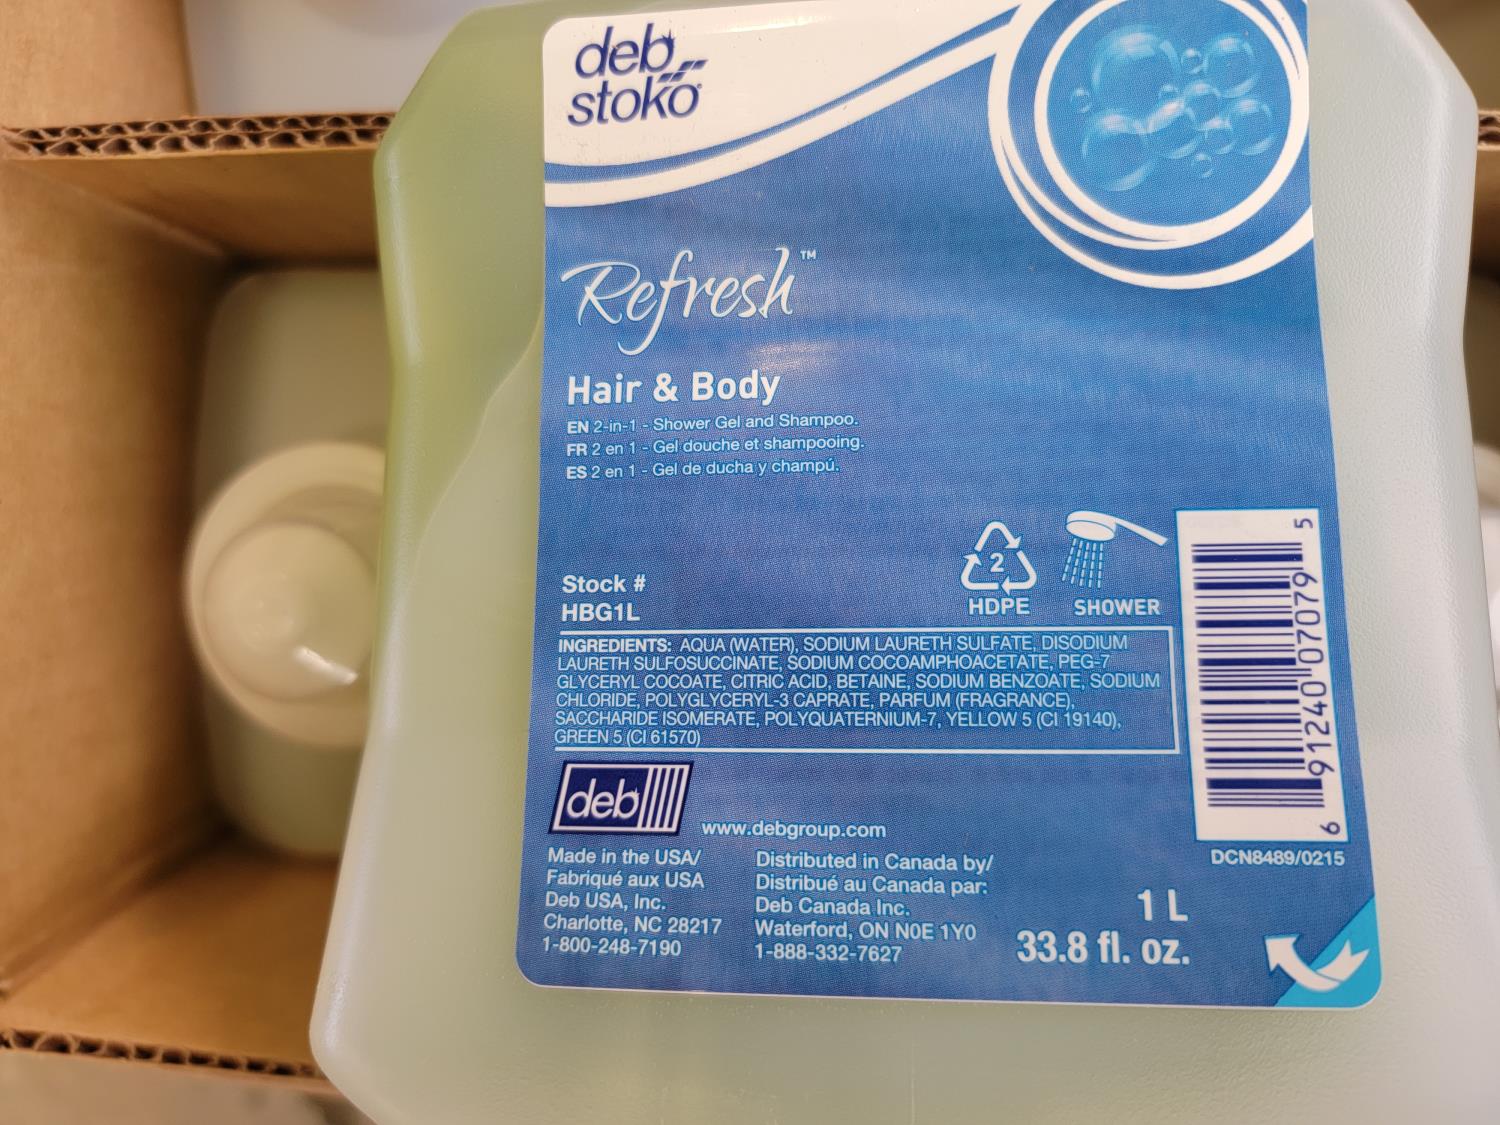 deb
stoko
Refresh™
Hair & Body
EN 2-in-1 - Shower Gel and Shampoo.
FR 2 en 1 - Gel douche et shampooing.
ES 2 en 1 - Gel de ducha y champú.
Stock #
HBG1L
2
HDPE
SHOWER
INGREDIENTS: AQUA (WATER), SODIUM LAURETH SULFATE, DISODIUM
LAURETH SULFOSUCCINATE, SODIUM COCOAMPHOACETATE, PEG-7
GLYCERYL COCOATE, CITRIC ACID, BETAINE, SODIUM BENZOATE, SODIUM
CHLORIDE, POLYGLYCERYL-3 CAPRATE, PARFUM (FRAGRANCE),
SACCHARIDE ISOMERATE, POLYQUATERNIUM-7, YELLOW 5 (CI 19140),
GREEN 5 (CI 61570)
6 91240 07079 5
DCN8489/0215
deb
www.debgroup.com
Made in the USA/
Fabriqué aux USA
Deb USA, Inc.
Charlotte, NC 28217
1-800-248-7190
Distributed in Canada by/
Distribué au Canada par:
Deb Canada Inc.
Waterford, ON N0E 1Y0
1-888-332-7627
1 L
33.8 fl. oz.